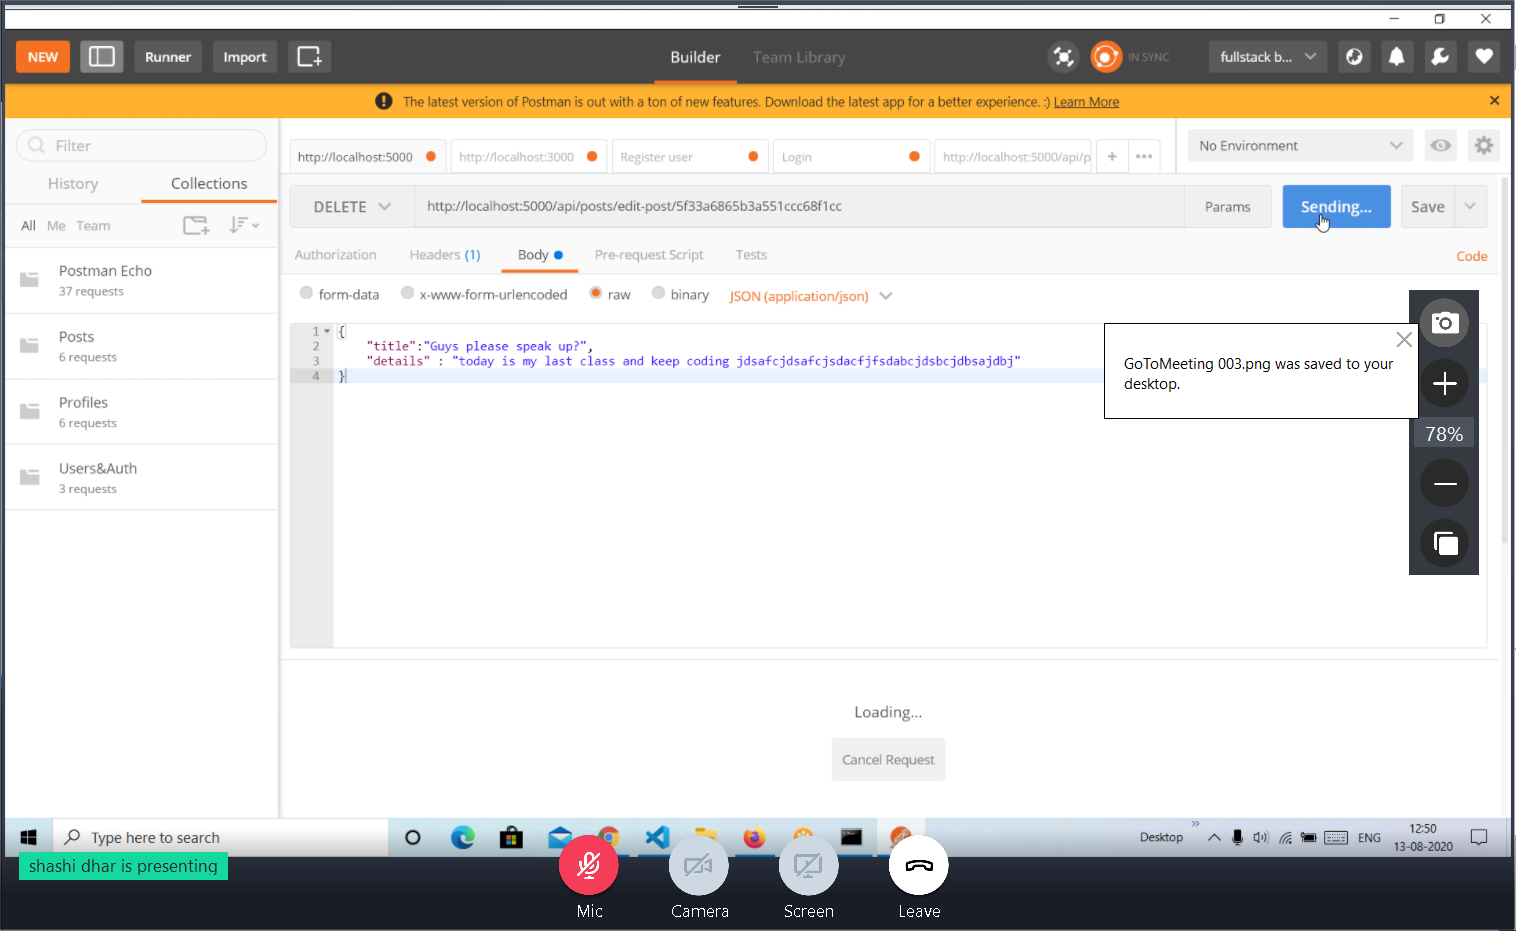 NEW Runner Import Builder Team Library IN SYNC fullstack b...
The latest version of Postman is out with a ton of new features. Download the latest app for a better experience. :) Learn More
Filter
History Collections
All Me Team
Postman Echo
37 requests
Posts
6 requests
Profiles
6 requests
Users&Auth
3 requests
http://localhost:5000 http://localhost:3000 Register user Login http://localhost:5000/api/p + ••• No Environment
DELETE http://localhost:5000/api/posts/edit-post/5f33a6865b3a551ccc68f1cc Params Sending... Save
Authorization Headers (1) Body Pre-request Script Tests Code
form-data x-www-form-urlencoded raw binary JSON (application/json)
1 {
2 "title":"Guys please speak up?",
3 "details" : "today is my last class and keep coding jdsafcjdsafcjsdacfjfsdabcjdsbcjdbsajdbj"
4 }
GoToMeeting 003.png was saved to your
desktop.
78%
Loading...
Cancel Request
Type here to search
Desktop ENG 12:50
13-08-2020
shashi dhar is presenting
Mic Camera Screen Leave